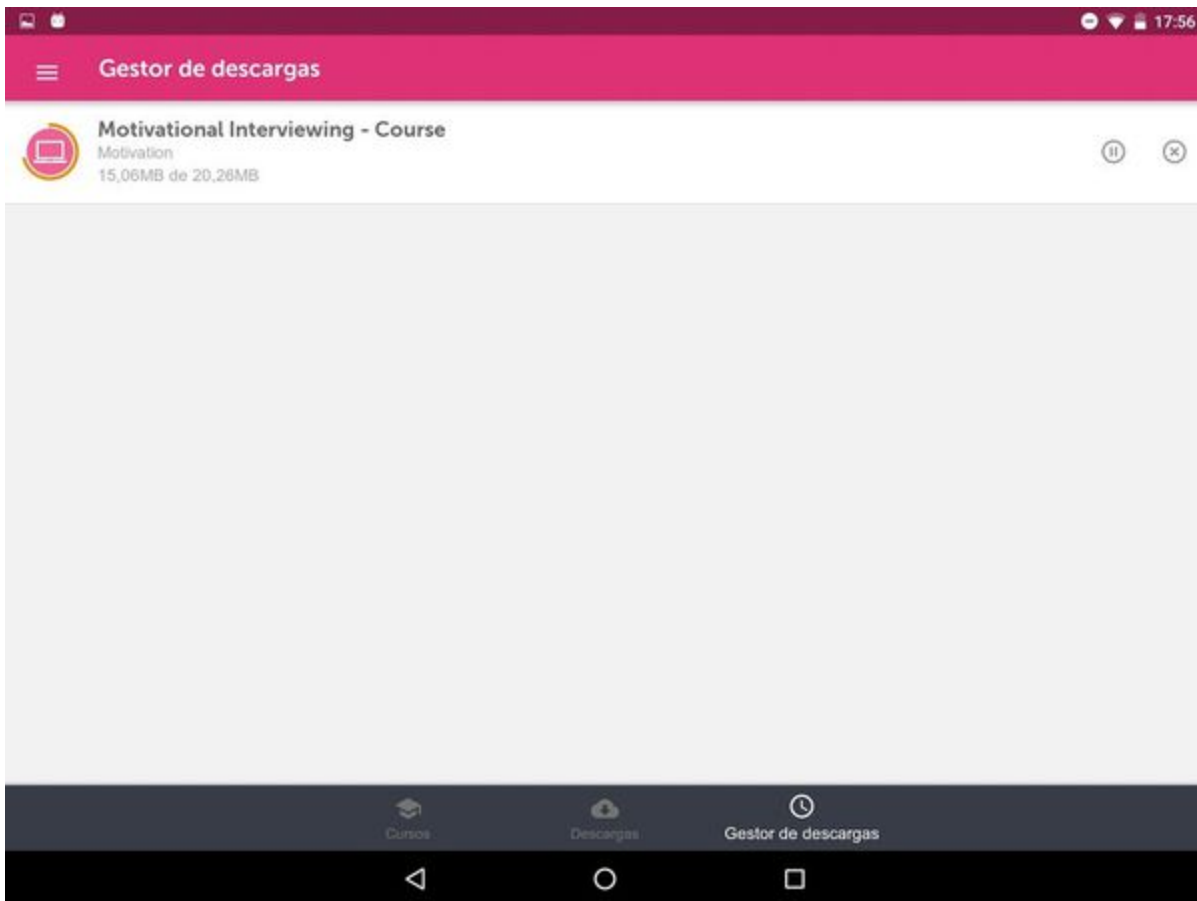 17:56
Gestor de descargas
Motivational Interviewing - Course
Motivation
15,06MB de 20,26MB
Cursos
Descargas
Gestor de descargas